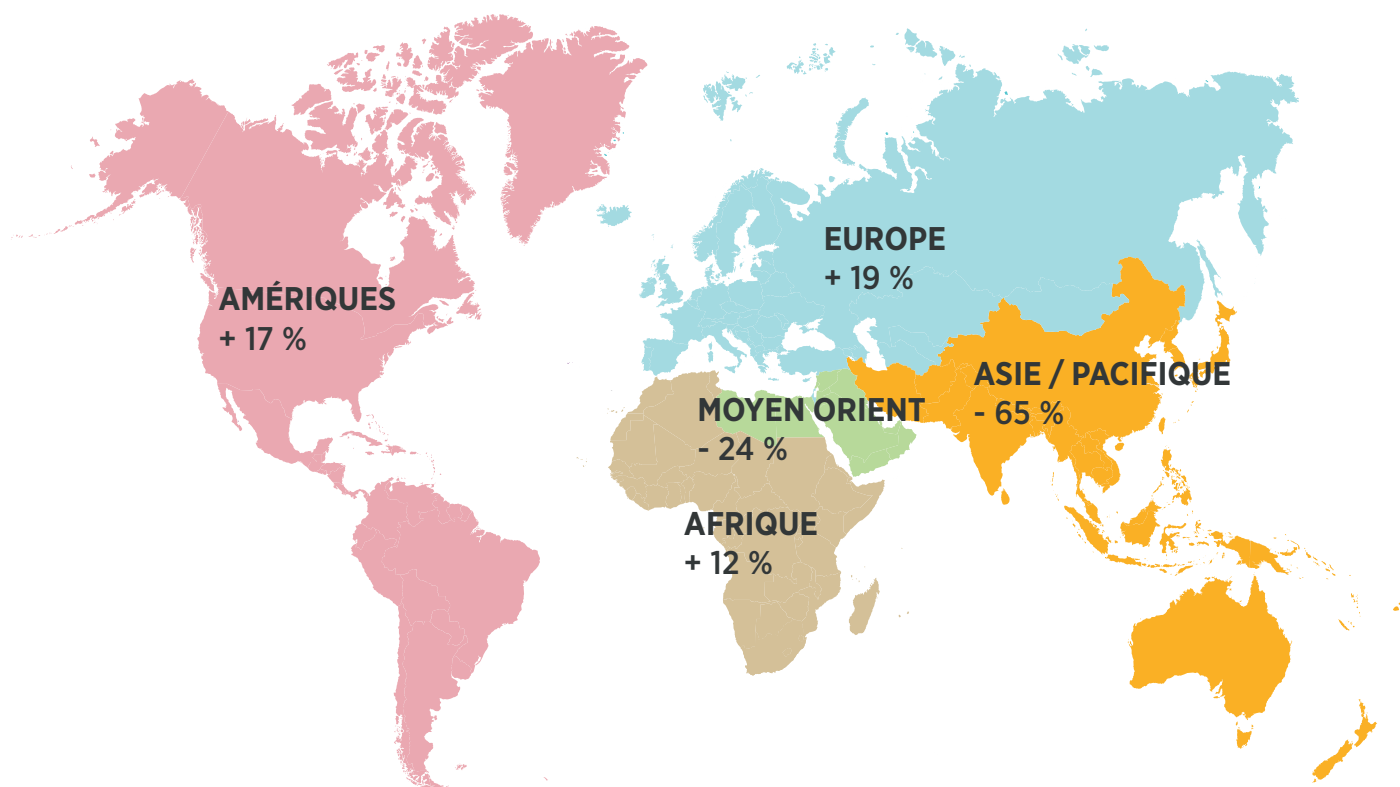 EUROPE
+ 19 %
AMÉRIQUES
+ 17 %
ASIE / PACIFIQUE
- 65 %
MOYEN ORIENT
- 24 %
AFRIQUE
+ 12 %